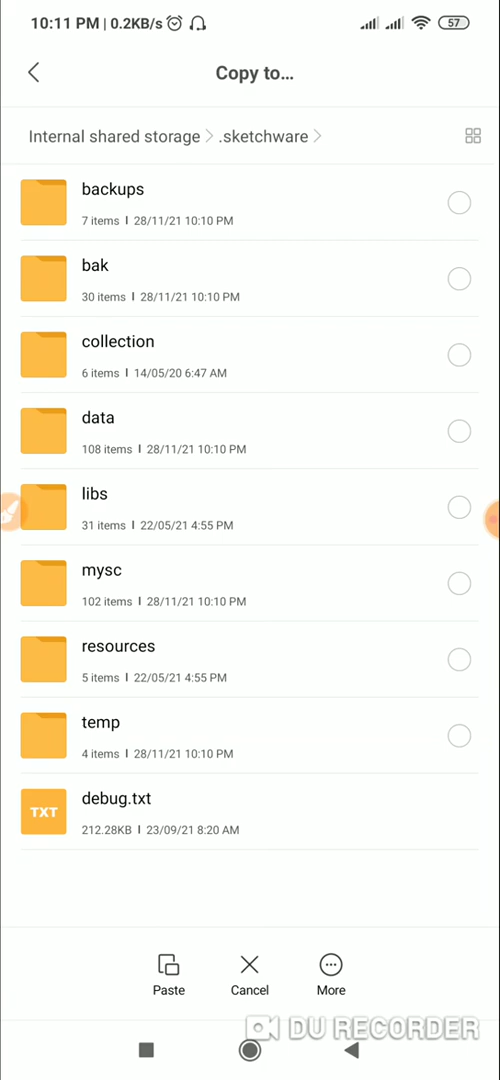 10:11 PM | 0.2KB/s 57
Copy to...
Internal shared storage .sketchware
backups
7 items | 28/11/21 10:10 PM
bak
30 items | 28/11/21 10:10 PM
collection
6 items | 14/05/20 6:47 AM
data
108 items | 28/11/21 10:10 PM
libs
31 items | 22/05/21 4:55 PM
mysc
102 items | 28/11/21 10:10 PM
resources
5 items | 22/05/21 4:55 PM
temp
4 items | 28/11/21 10:10 PM
TXT
debug.txt
212.28KB | 23/09/21 8:20 AM
Paste Cancel More
DU RECORDER